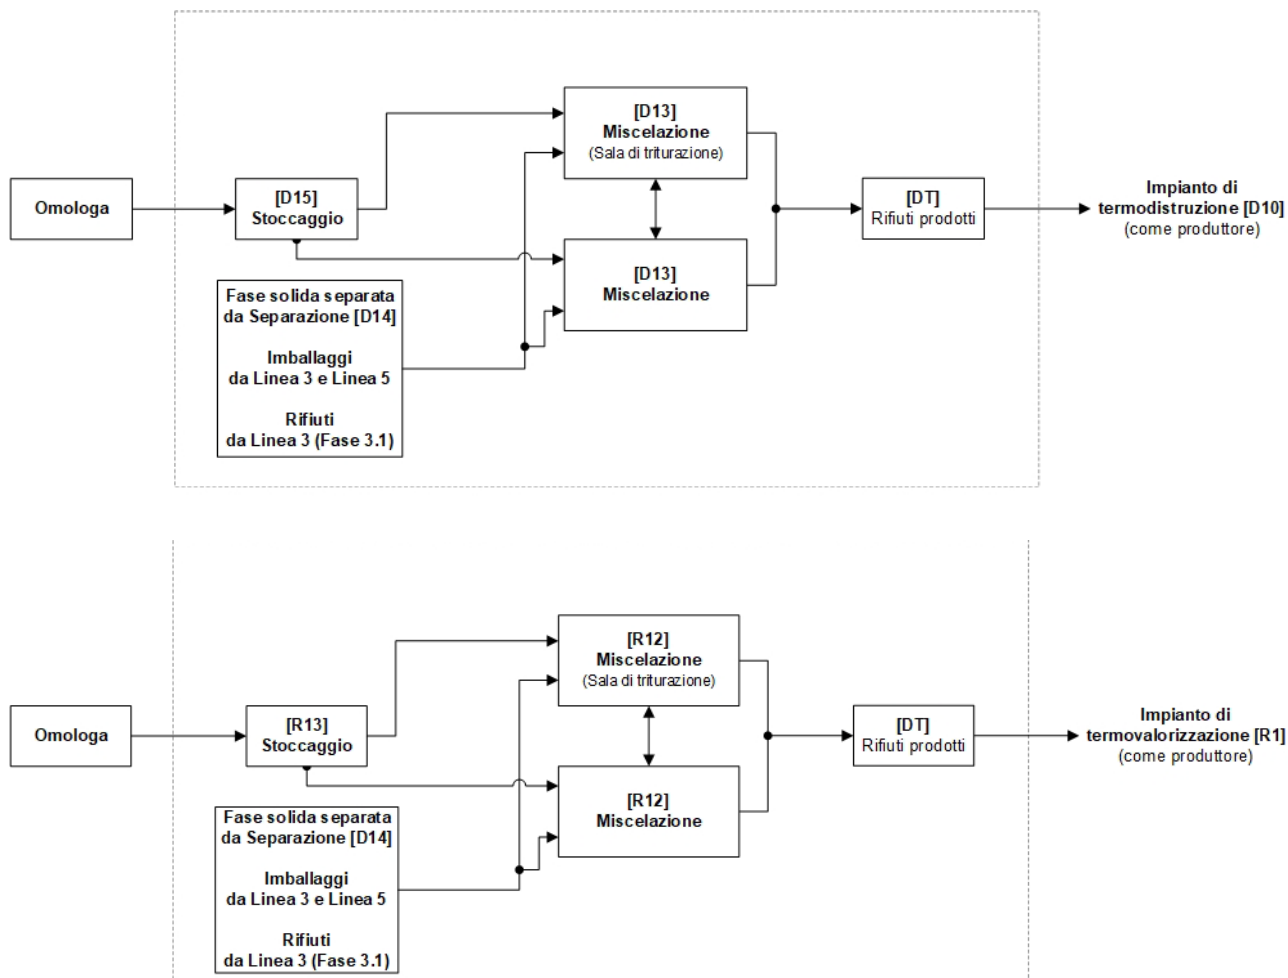 [D13]
Miscelazione
(Sala di triturazione)
Omologa
[D15]
Stoccaggio
[DT]
Rifiuti prodotti
Impianto di
termodistruzione [D10]
(come produttore)
[D13]
Miscelazione
Fase solida separata
da Separazione [D14]
Imballaggi
da Linea 3 e Linea 5
Rifiuti
da Linea 3 (Fase 3.1)
[R12]
Miscelazione
(Sala di triturazione)
Omologa
[R13]
Stoccaggio
[DT]
Rifiuti prodotti
Impianto di
termovalorizzazione [R1]
(come produttore)
[R12]
Miscelazione
Fase solida separata
da Separazione [D14]
Imballaggi
da Linea 3 e Linea 5
Rifiuti
da Linea 3 (Fase 3.1)